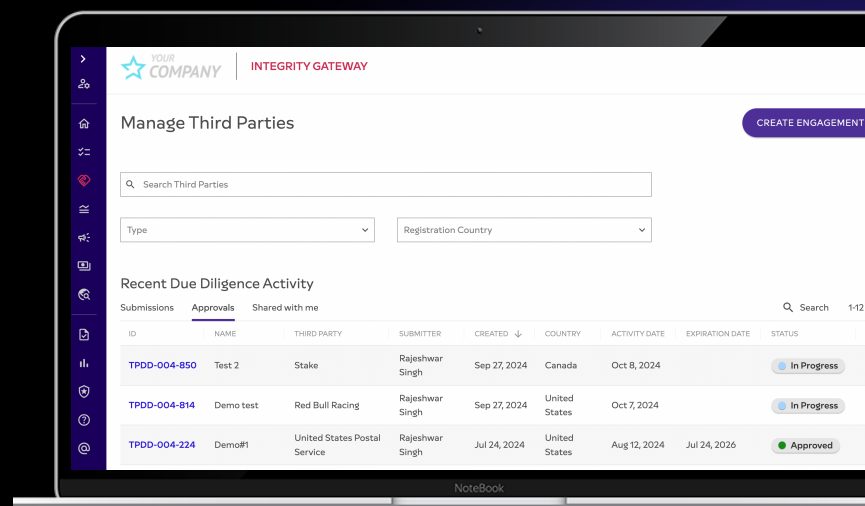 YOUR
COMPANY
INTEGRITY GATEWAY
Manage Third Parties
CREATE ENGAGEMENT
Search Third Parties
Type
Registration Country
Recent Due Diligence Activity
Submissions Approvals Shared with me Search 1-12
ID NAME THIRD PARTY SUBMITTER CREATED COUNTRY ACTIVITY DATE EXPIRATION DATE STATUS
TPDD-004-850 Test 2 Stake Rajeshwar Singh Sep 27, 2024 Canada Oct 8, 2024 In Progress
TPDD-004-814 Demo test Red Bull Racing Rajeshwar Singh Sep 27, 2024 United States Oct 7, 2024 In Progress
TPDD-004-224 Demo#1 United States Postal Service Rajeshwar Singh Jul 24, 2024 United States Aug 12, 2024 Jul 24, 2026 Approved
NoteBook